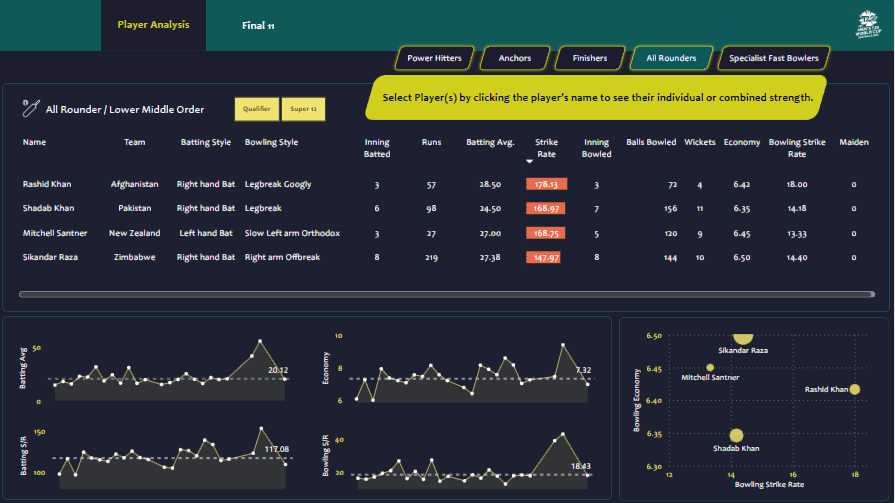 Player Analysis
Final 11
T20
WORLD CUP
Power Hitters
Anchors
Finishers
All Rounders
Specialist Fast Bowlers
Select Player(s) by clicking the player's name to see their individual or combined strength.
All Rounder / Lower Middle Order
Qualifier
Super 12
Name Team Batting Style Bowling Style Inning Batted Runs Batting Avg. Strike Rate Inning Bowled Balls Bowled Wickets Economy Bowling Strike Rate Maiden
Rashid Khan Afghanistan Right hand Bat Legbreak Googly 3 57 28.50 178.13 3 72 4 6.42 18.00 0
Shadab Khan Pakistan Right hand Bat Legbreak 6 98 24.50 168.97 7 156 11 6.35 14.18 0
Mitchell Santner New Zealand Left hand Bat Slow Left arm Orthodox 3 27 27.00 168.75 5 120 9 6.45 13.33 0
Sikandar Raza Zimbabwe Right hand Bat Right arm Offbreak 8 219 27.38 147.97 8 144 10 6.50 14.40 0
Batting Avg
50
0
20.12
Economy
10
8
6
7.32
Batting S/R
150
100
117.08
Bowling S/R
40
20
18.43
Bowling Economy
6.50
6.45
6.40
6.35
6.30
Sikandar Raza
Mitchell Santner
Rashid Khan
Shadab Khan
12 14 16 18
Bowling Strike Rate